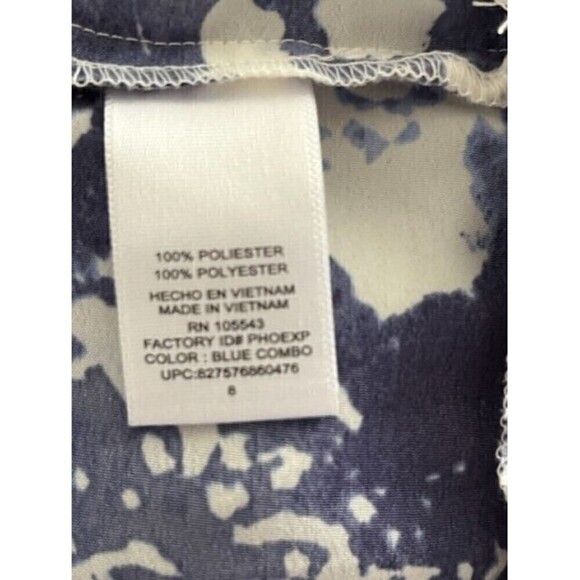 100% POLIESTER
100% POLYESTER
HECHO EN VIETNAM
MADE IN VIETNAM
RN 105543
FACTORY ID# PHOEXP
COLOR : BLUE COMBO
UPC:827576860476
8